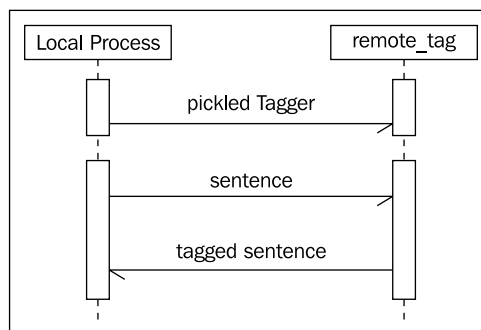 Local Process
remote_tag
pickled Tagger
sentence
tagged sentence